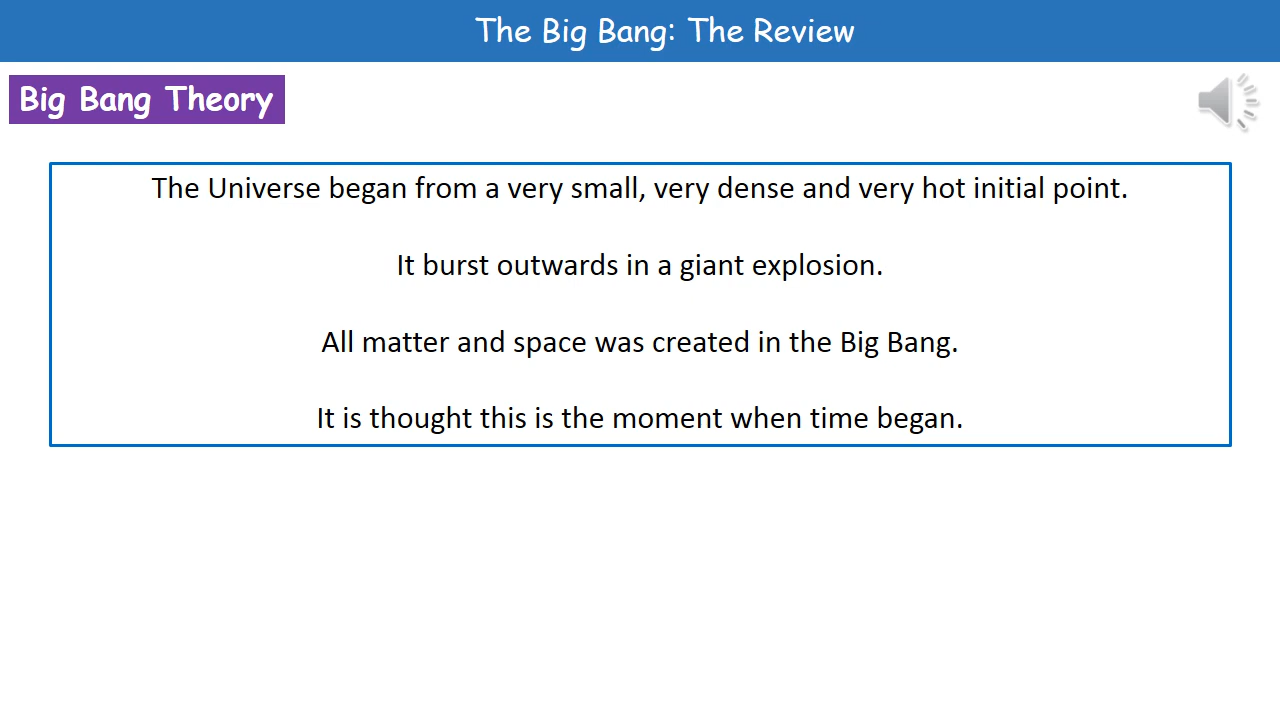 The Big Bang: The Review
Big Bang Theory
The Universe began from a very small, very dense and very hot initial point.
It burst outwards in a giant explosion.
All matter and space was created in the Big Bang.
It is thought this is the moment when time began.